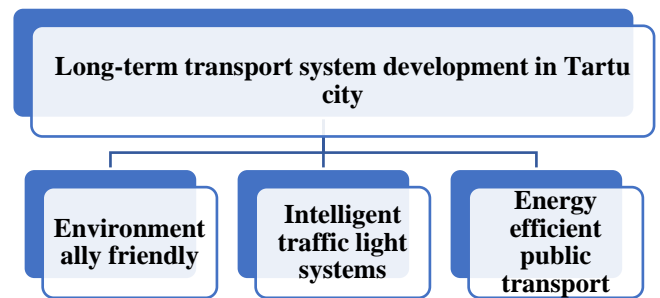 Long-term transport system development in Tartu
city
Environment
ally friendly
Intelligent
traffic light
systems
Energy
efficient
public
transport